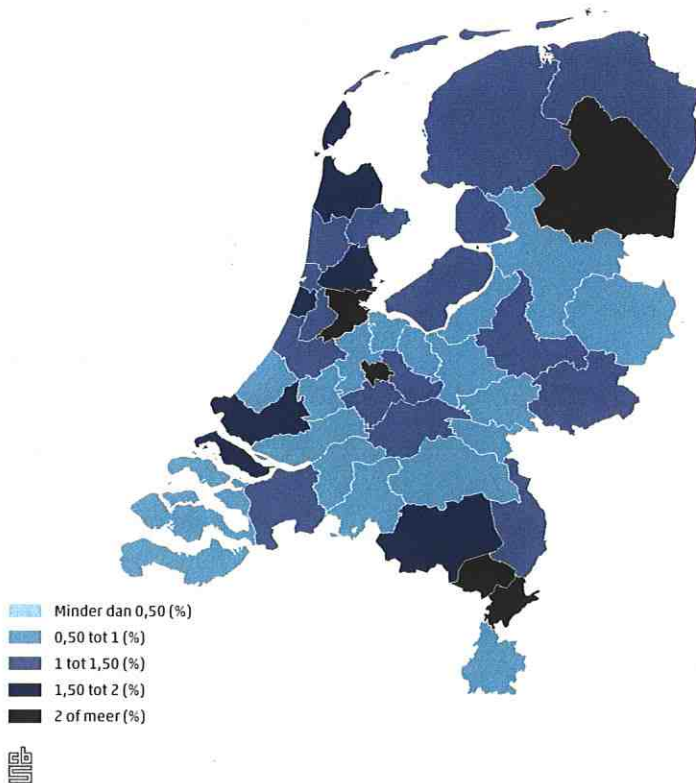 Minder dan 0,50 (%)
0,50 tot 1 (%)
1 tot 1,50 (%)
1,50 tot 2 (%)
2 of meer (%)
cbs